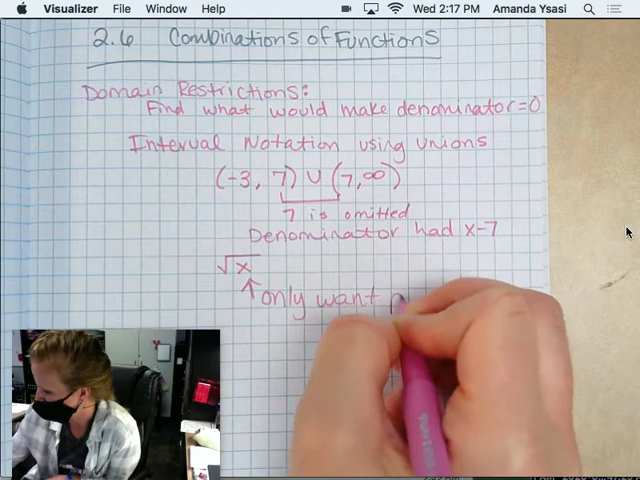 Visualizer File Window Help Wed 2:17 PM Amanda Ysasi
2.6 Combinations of Functions
Domain Restrictions:
Find what would make denominator=0
Interval Notation using unions
(-3, 7) ∪ (7,∞)
7 is omitted
Denominator had x-7
√x
↑only want